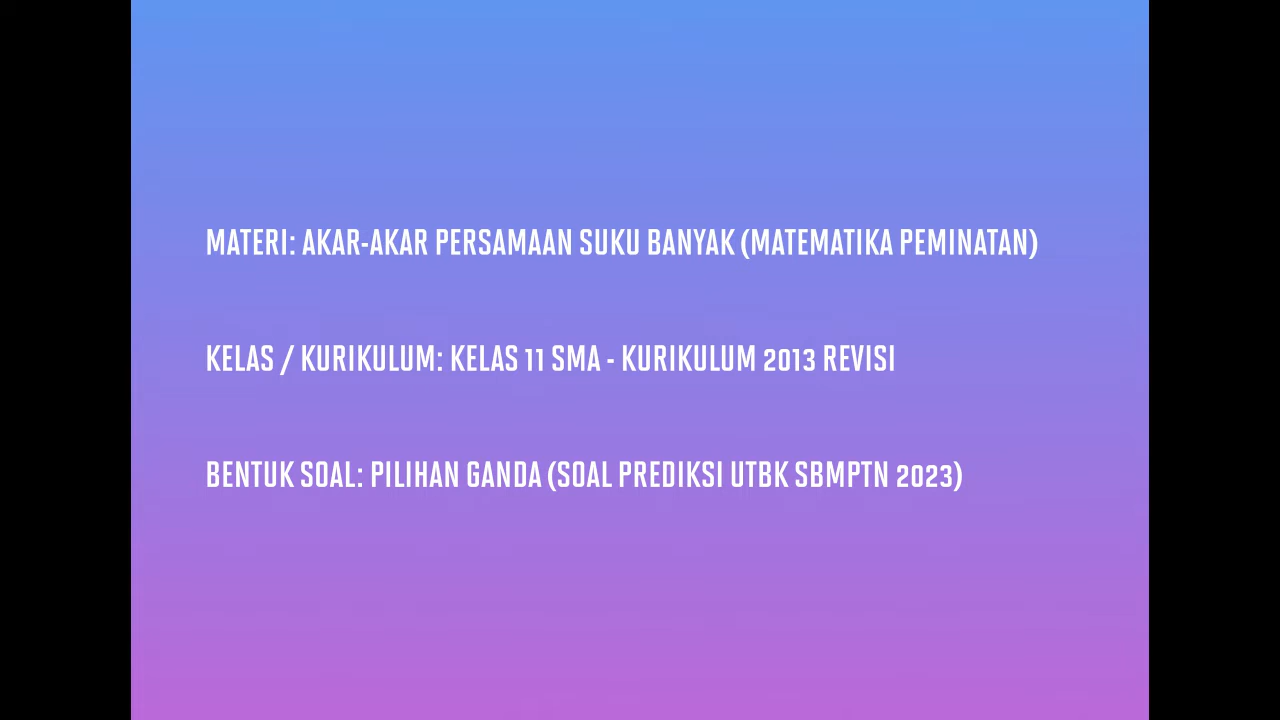 MATERI: AKAR-AKAR PERSAMAAN SUKU BANYAK (MATEMATIKA PEMINATAN)
KELAS / KURIKULUM: KELAS 11 SMA - KURIKULUM 2013 REVISI
BENTUK SOAL: PILIHAN GANDA (SOAL PREDIKSI UTBK SBMPTN 2023)